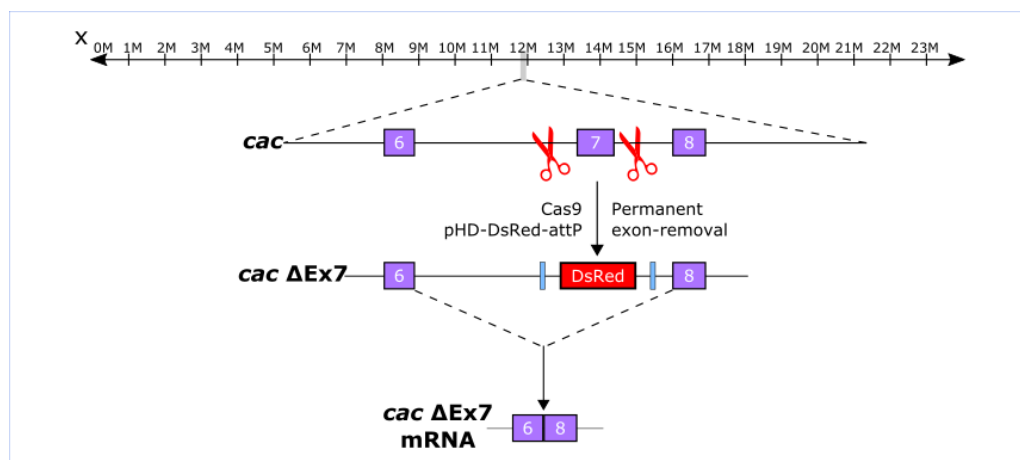 X
0M 1M 2M 3M 4M 5M 6M 7M 8M 9M 10M 11M 12M 13M 14M 15M 16M 17M 18M 19M 20M 21M 22M 23M
cac 6 7 8
Cas9 Permanent
pHD-DsRed-attP exon-removal
cac ΔEx7 6 DsRed 8
cac ΔEx7
mRNA
6 8